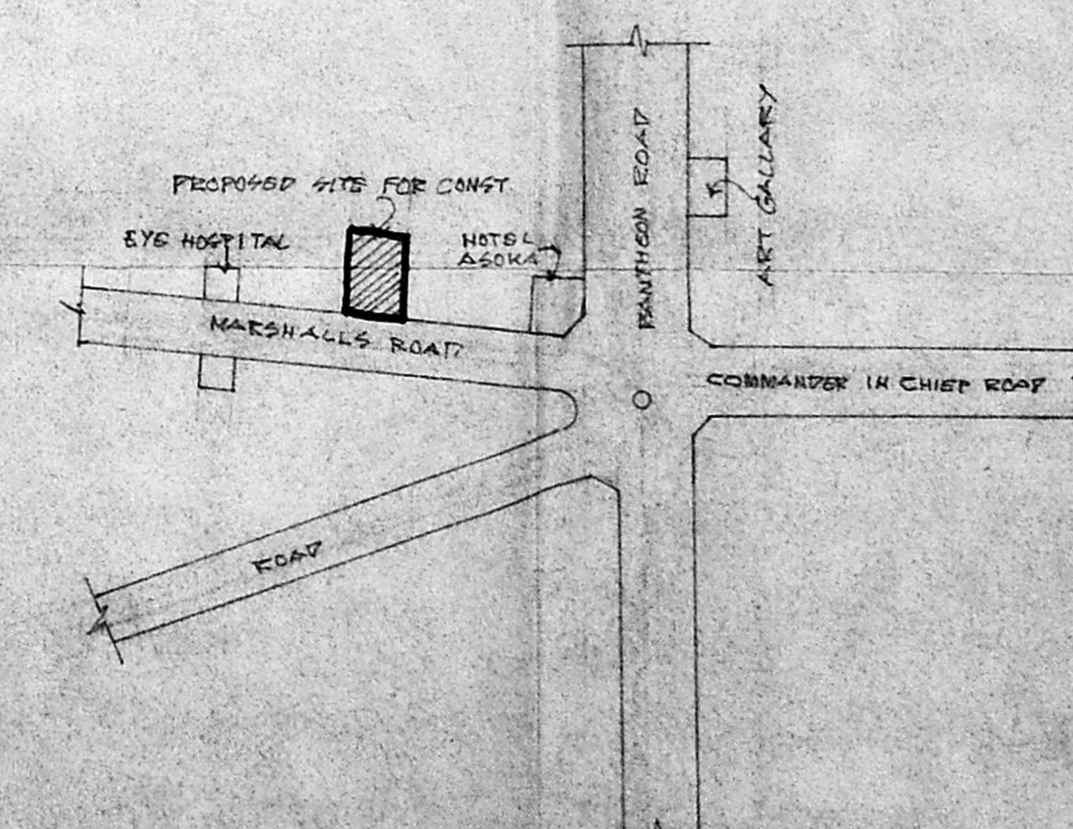 PROPOSED SITE FOR CONST.
EYE HOSPITAL
HOTEL
ASOKA
PANTHEON ROAD
ART GALLARY
MARSHALLS ROAD
COMMANDER IN CHIEF ROAD
ROAD